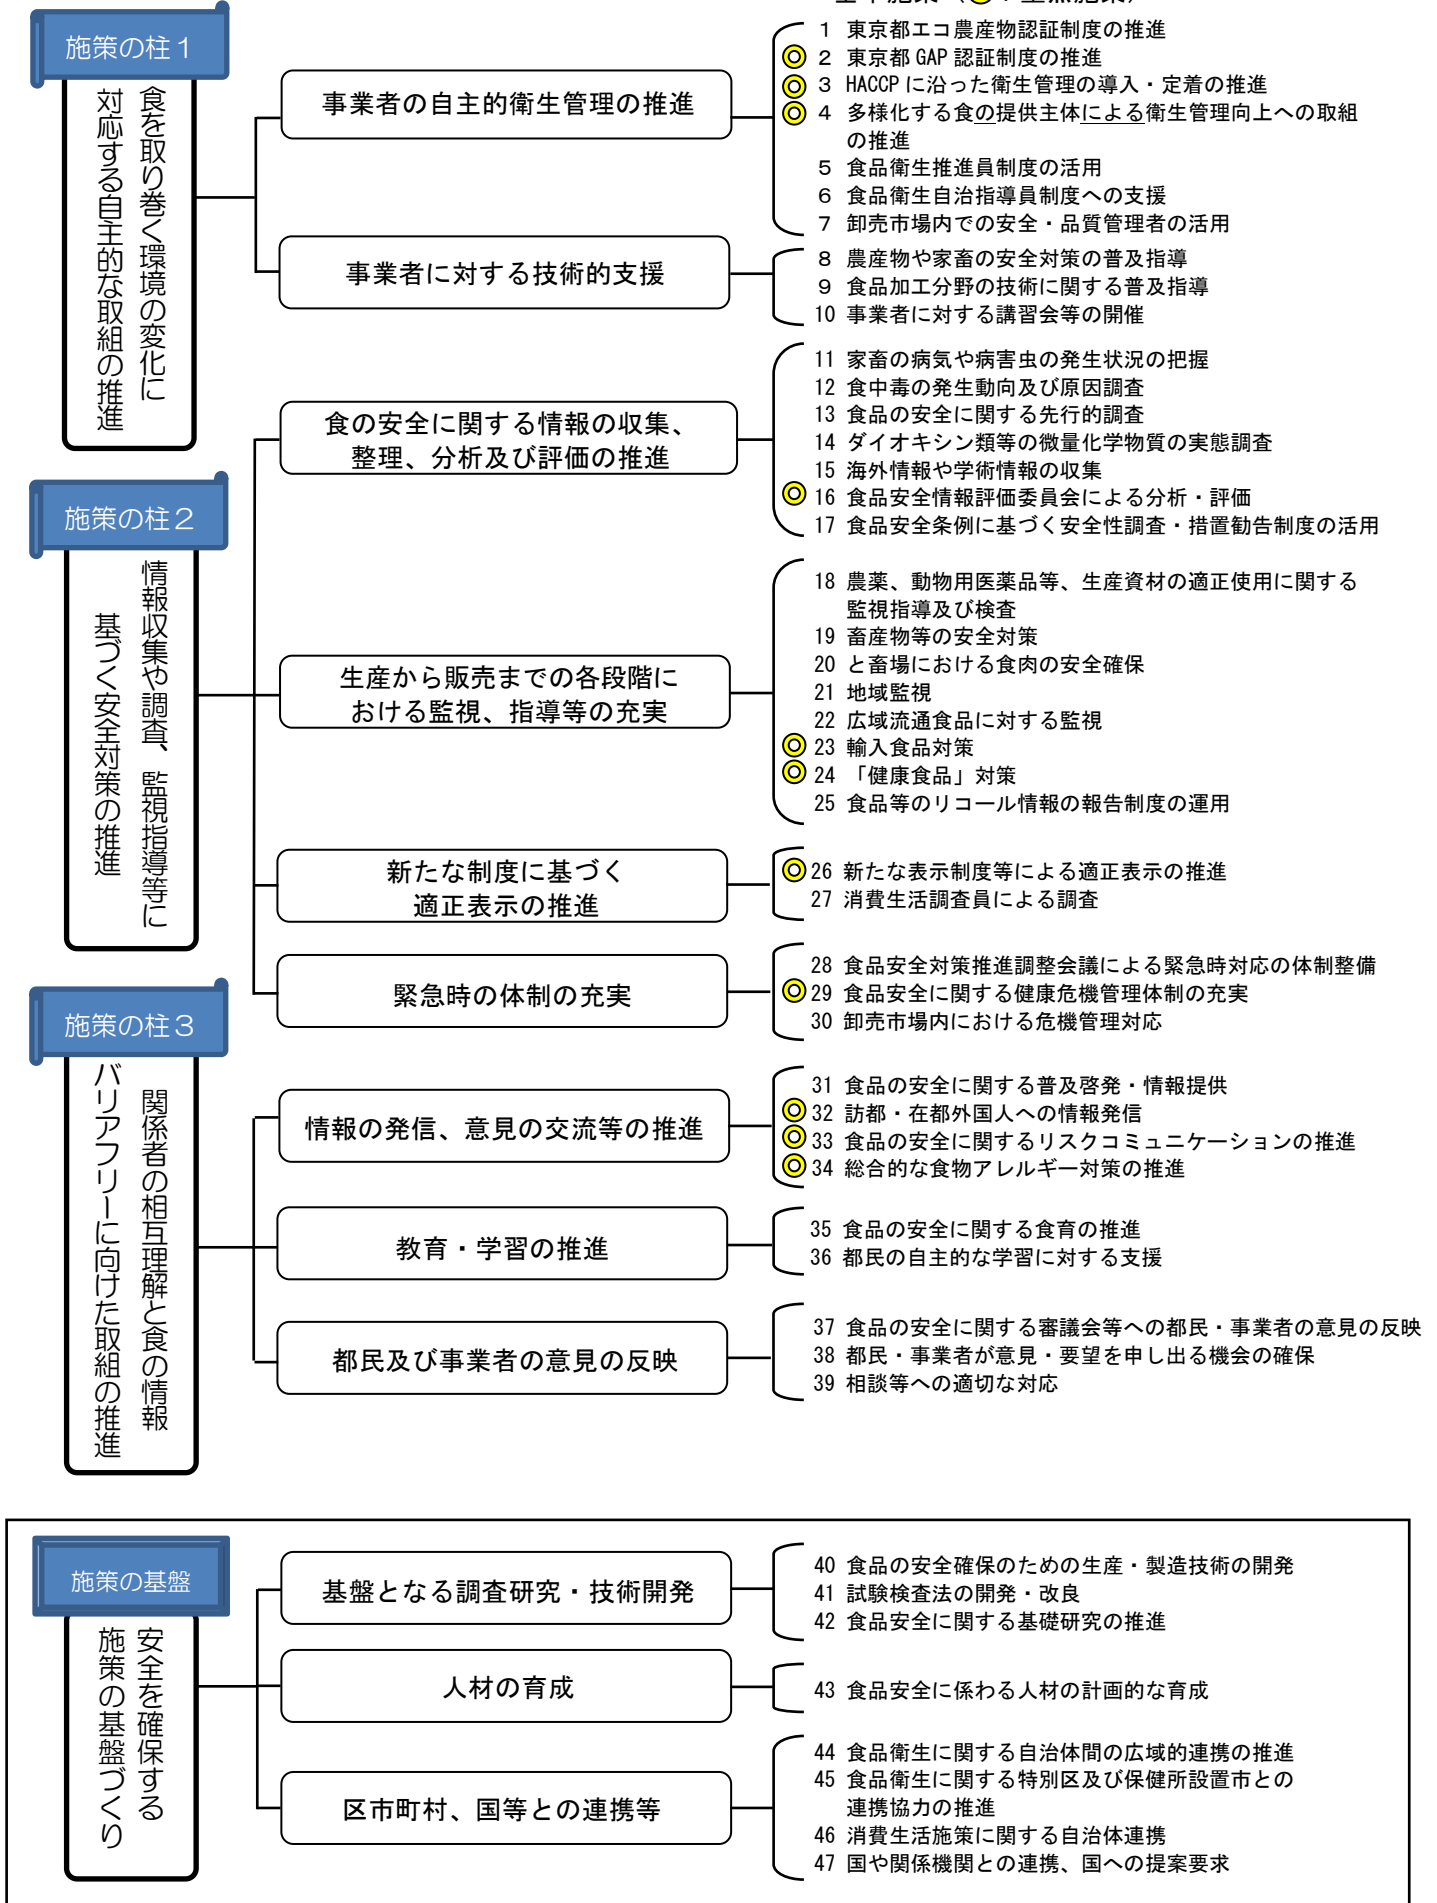 基本施策（◎：重点施策）
施策の柱１
食を取り巻く環境の変化に
対応する自主的な取組の推進
事業者の自主的衛生管理の推進
1 東京都エコ農産物認証制度の推進
◎ 2 東京都 GAP 認証制度の推進
◎ 3 HACCP に沿った衛生管理の導入・定着の推進
◎ 4 多様化する食の提供主体による衛生管理向上への取組
の推進
5 食品衛生推進員制度の活用
6 食品衛生自治指導員制度への支援
7 卸売市場内での安全・品質管理者の活用
事業者に対する技術的支援
8 農産物や家畜の安全対策の普及指導
9 食品加工分野の技術に関する普及指導
10 事業者に対する講習会等の開催
施策の柱２
情報収集や調査、監視指導等に
基づく安全対策の推進
食の安全に関する情報の収集、
整理、分析及び評価の推進
11 家畜の病気や病害虫の発生状況の把握
12 食中毒の発生動向及び原因調査
13 食品の安全に関する先行的調査
14 ダイオキシン類等の微量化学物質の実態調査
15 海外情報や学術情報の収集
◎ 16 食品安全情報評価委員会による分析・評価
17 食品安全条例に基づく安全性調査・措置勧告制度の活用
生産から販売までの各段階に
おける監視、指導等の充実
18 農薬、動物用医薬品等、生産資材の適正使用に関する
監視指導及び検査
19 畜産物等の安全対策
20 と畜場における食肉の安全確保
21 地域監視
22 広域流通食品に対する監視
◎ 23 輸入食品対策
◎ 24 「健康食品」対策
25 食品等のリコール情報の報告制度の運用
新たな制度に基づく
適正表示の推進
◎ 26 新たな表示制度等による適正表示の推進
27 消費生活調査員による調査
緊急時の体制の充実
28 食品安全対策推進調整会議による緊急時対応の体制整備
◎ 29 食品安全に関する健康危機管理体制の充実
30 卸売市場内における危機管理対応
施策の柱３
関係者の相互理解と食の情報
バリアフリーに向けた取組の推進
情報の発信、意見の交流等の推進
31 食品の安全に関する普及啓発・情報提供
◎ 32 訪都・在都外国人への情報発信
◎ 33 食品の安全に関するリスクコミュニケーションの推進
◎ 34 総合的な食物アレルギー対策の推進
教育・学習の推進
35 食品の安全に関する食育の推進
36 都民の自主的な学習に対する支援
都民及び事業者の意見の反映
37 食品の安全に関する審議会等への都民・事業者の意見の反映
38 都民・事業者が意見・要望を申し出る機会の確保
39 相談等への適切な対応
施策の基盤
安全を確保する
施策の基盤づくり
基盤となる調査研究・技術開発
40 食品の安全確保のための生産・製造技術の開発
41 試験検査法の開発・改良
42 食品安全に関する基礎研究の推進
人材の育成
43 食品安全に係わる人材の計画的な育成
区市町村、国等との連携等
44 食品衛生に関する自治体間の広域的連携の推進
45 食品衛生に関する特別区及び保健所設置市との
連携協力の推進
46 消費生活施策に関する自治体連携
47 国や関係機関との連携、国への提案要求